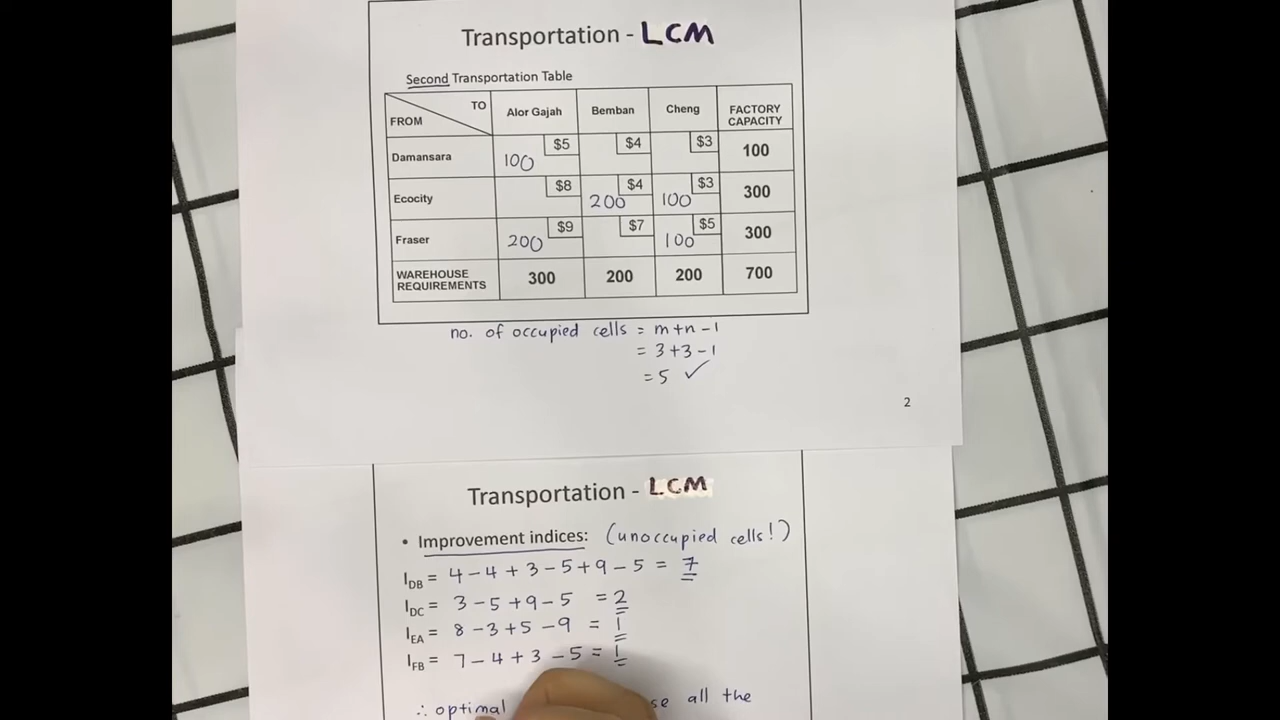 Transportation - LCM
Second Transportation Table
FROM TO Alor Gajah Bemban Cheng FACTORY CAPACITY
Damansara 100 $5 $4 $3 100
Ecocity $8 200 $4 100 $3 300
Fraser 200 $9 $7 100 $5 300
WAREHOUSE REQUIREMENTS 300 200 200 700
no. of occupied cells = m+n-1
= 3+3-1
= 5 ✓
2
Transportation - LCM
• Improvement indices: (unoccupied cells!)
IDB = 4-4+3-5+9-5 = 7
IDC = 3-5+9-5 = 2
IEA = 8-3+5-9 = 1
IFB = 7-4+3-5 = 1
∴ optimal all the